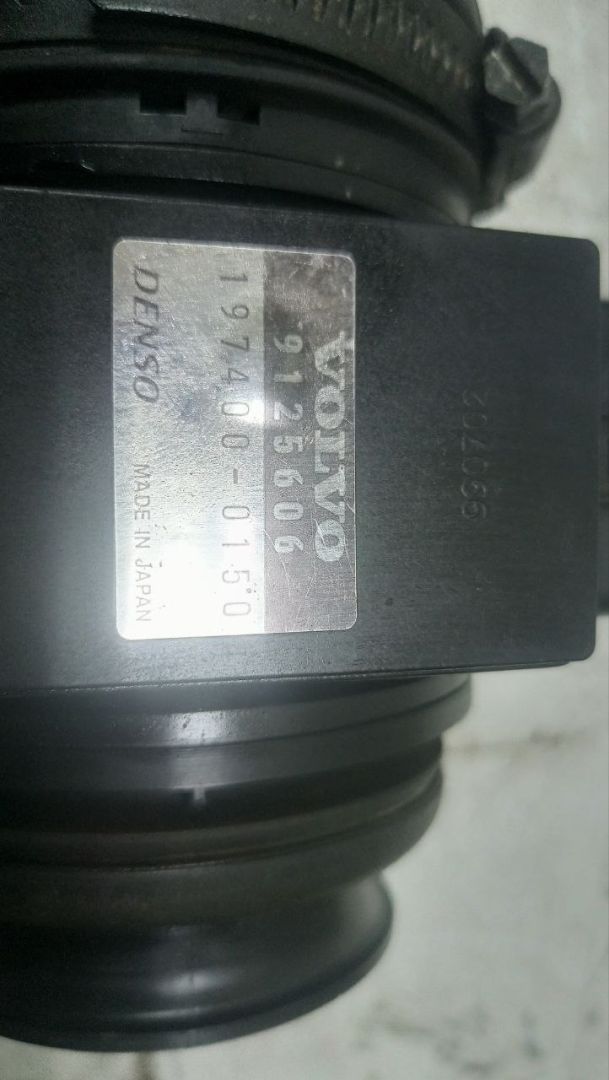 VOLVO
9125606
197400-0150
DENSO MADE IN JAPAN
990702